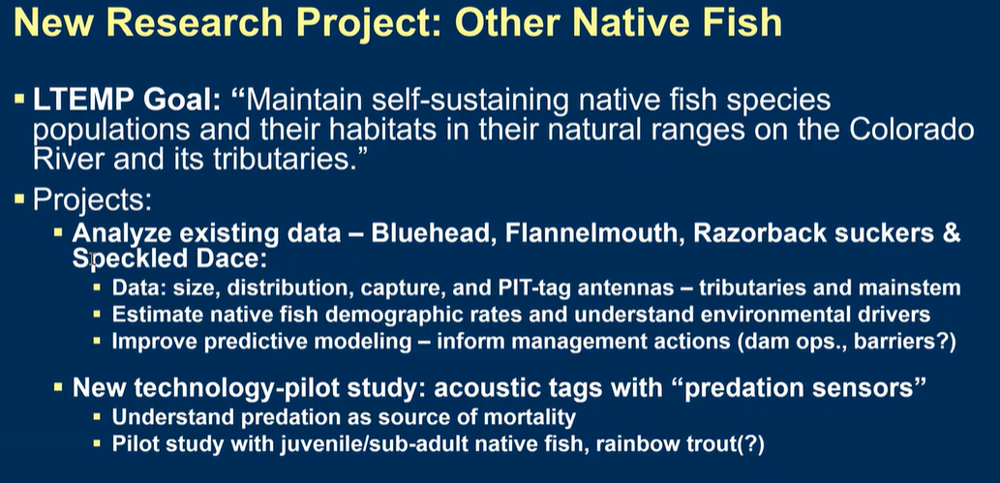 New Research Project: Other Native Fish
▪ LTEMP Goal: “Maintain self-sustaining native fish species
populations and their habitats in their natural ranges on the Colorado
River and its tributaries.”
▪ Projects:
▪ Analyze existing data – Bluehead, Flannelmouth, Razorback suckers &
Speckled Dace:
▪ Data: size, distribution, capture, and PIT-tag antennas – tributaries and mainstem
▪ Estimate native fish demographic rates and understand environmental drivers
▪ Improve predictive modeling – inform management actions (dam ops., barriers?)
▪ New technology-pilot study: acoustic tags with “predation sensors”
▪ Understand predation as source of mortality
▪ Pilot study with juvenile/sub-adult native fish, rainbow trout(?)